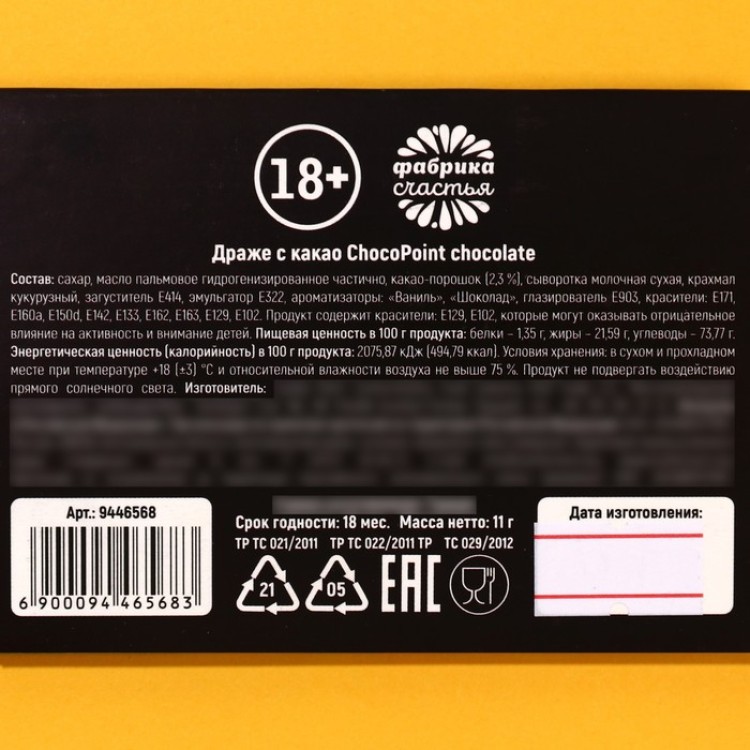 18+
фабрика
счастья
Драже с какао ChocoPoint chocolate
Состав: сахар, масло пальмовое гидрогенизированное частично, какао-порошок (2,3 %), сыворотка молочная сухая, крахмал
кукурузный, загуститель Е414, эмульгатор Е322, ароматизаторы: «Ваниль», «Шоколад», глазирователь Е903, красители: Е171,
Е160а, Е150d, Е142, Е133, Е162, Е163, Е129, Е102. Продукт содержит красители: Е129, Е102, которые могут оказывать отрицательное
влияние на активность и внимание детей. Пищевая ценность в 100 г продукта: белки – 1,35 г, жиры – 21,59 г, углеводы – 73,77 г.
Энергетическая ценность (калорийность) в 100 г продукта: 2075,87 кДж (494,79 ккал). Условия хранения: в сухом и прохладном
месте при температуре +18 (±3) °С и относительной влажности воздуха не выше 75 %. Продукт не подвергать воздействию
прямого солнечного света. Изготовитель:
Арт.: 9446568
6 900094 465683
Срок годности: 18 мес. Масса нетто: 11 г
ТР ТС 021/2011 ТР ТС 022/2011 ТР ТС 029/2012
21 05 EAC
Дата изготовления: